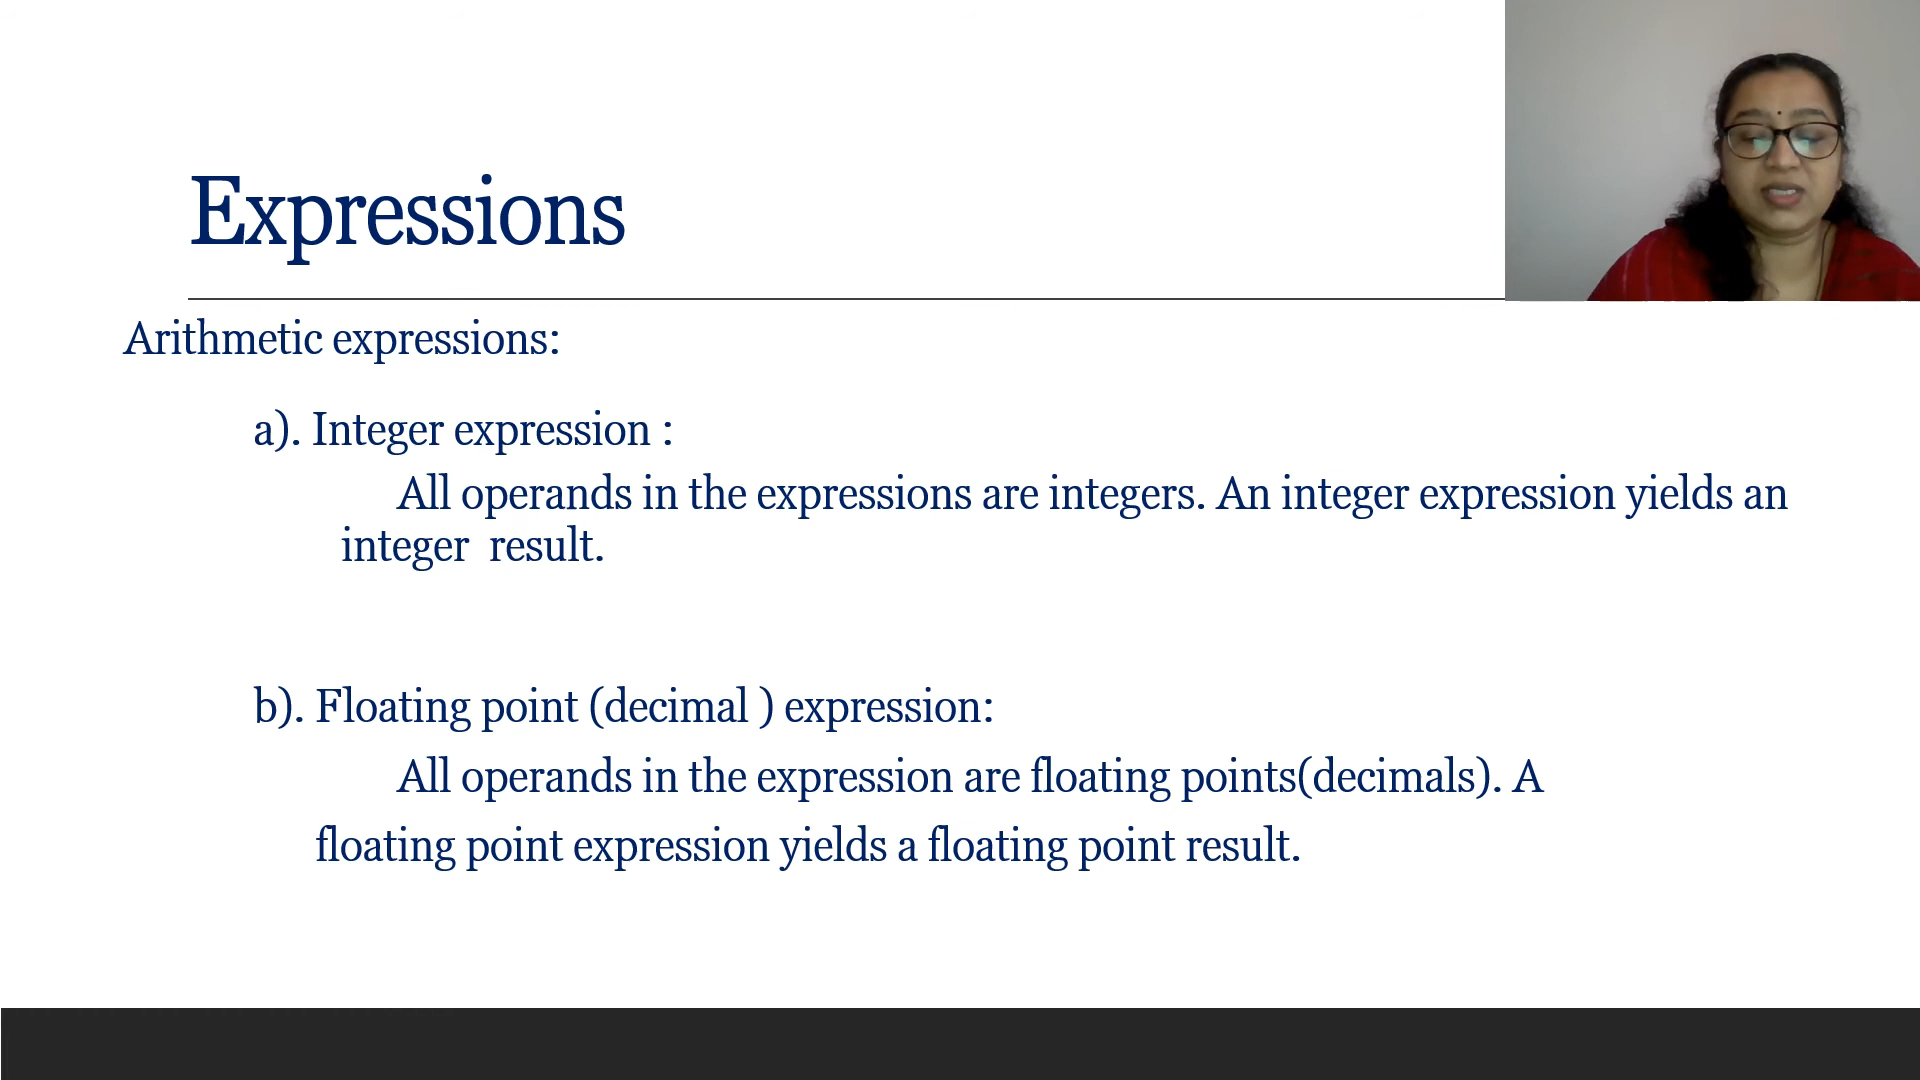 Expressions
Arithmetic expressions:
a). Integer expression :
All operands in the expressions are integers. An integer expression yields an
integer  result.
b). Floating point (decimal ) expression:
All operands in the expression are floating points(decimals). A
floating point expression yields a floating point result.